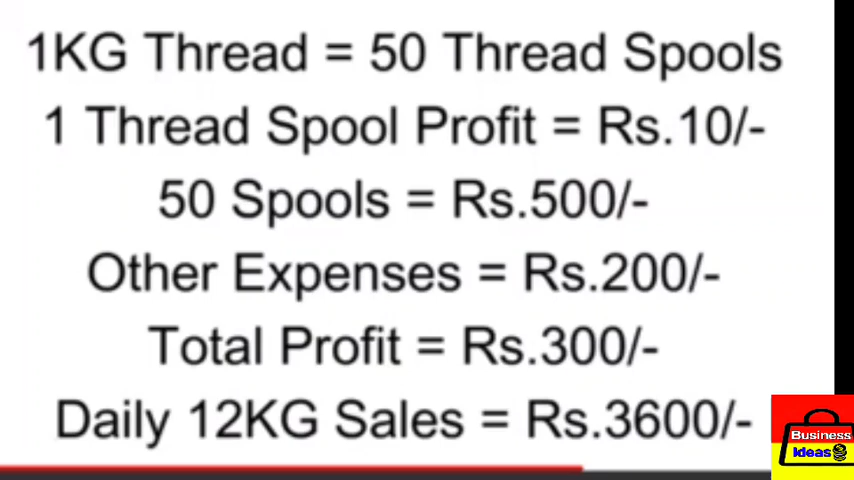 1KG Thread = 50 Thread Spools
1 Thread Spool Profit = Rs.10/-
50 Spools = Rs.500/-
Other Expenses = Rs.200/-
Total Profit = Rs.300/-
Daily 12KG Sales = Rs.3600/-
Business
Ideas